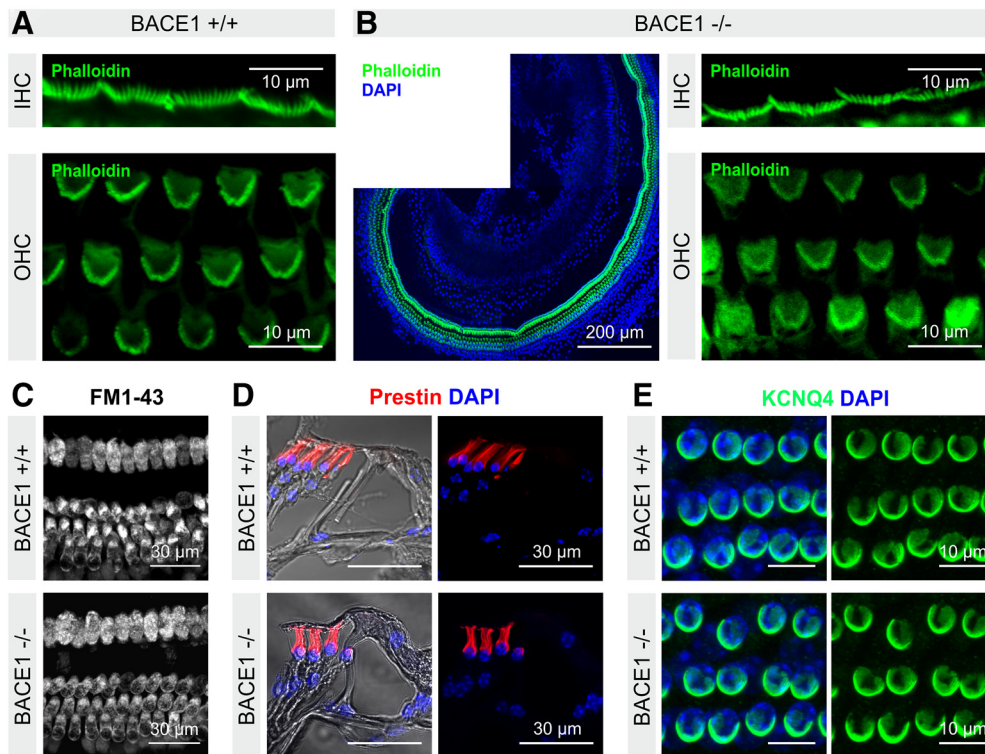 A
BACE1 +/+
B
BACE1 -/-
IHC
Phalloidin
10 µm
OHC
Phalloidin
10 µm
Phalloidin
DAPI
200 µm
IHC
Phalloidin
10 µm
OHC
Phalloidin
10 µm
C
FM1-43
BACE1 +/+
30 µm
BACE1 -/-
30 µm
D
Prestin DAPI
BACE1 +/+
30 µm
BACE1 -/-
30 µm
E
KCNQ4 DAPI
BACE1 +/+
10 µm
BACE1 -/-
10 µm